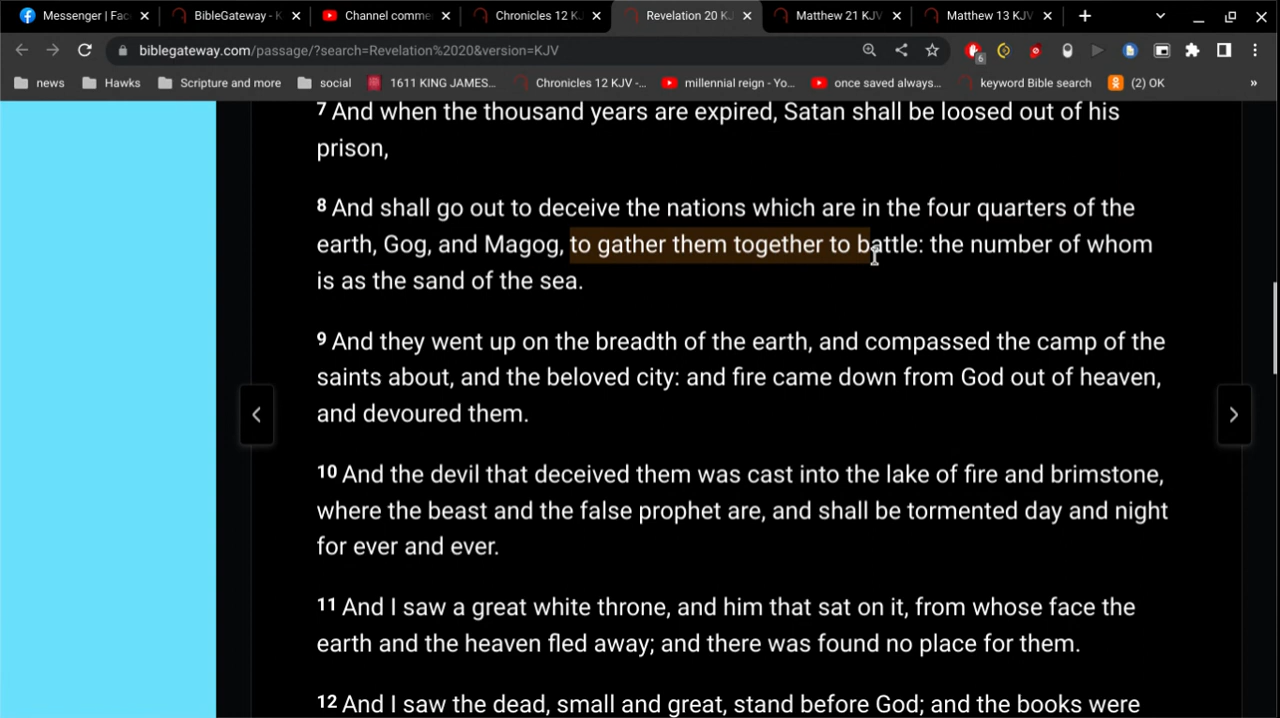 Messenger | Fac
BibleGateway - K
Channel comme
Chronicles 12 KJ
Revelation 20 KJ
Matthew 21 KJV
Matthew 13 KJV
biblegateway.com/passage/?search=Revelation%2020&version=KJV
6
news
Hawks
Scripture and more
social
1611 KING JAMES...
Chronicles 12 KJV -...
millennial reign - Yo...
once saved always...
keyword Bible search
(2) OK
»
7 And when the thousand years are expired, Satan shall be loosed out of his
prison,
8 And shall go out to deceive the nations which are in the four quarters of the
earth, Gog, and Magog, to gather them together to battle: the number of whom
is as the sand of the sea.
9 And they went up on the breadth of the earth, and compassed the camp of the
saints about, and the beloved city: and fire came down from God out of heaven,
and devoured them.
10 And the devil that deceived them was cast into the lake of fire and brimstone,
where the beast and the false prophet are, and shall be tormented day and night
for ever and ever.
11 And I saw a great white throne, and him that sat on it, from whose face the
earth and the heaven fled away; and there was found no place for them.
12 And I saw the dead, small and great, stand before God; and the books were